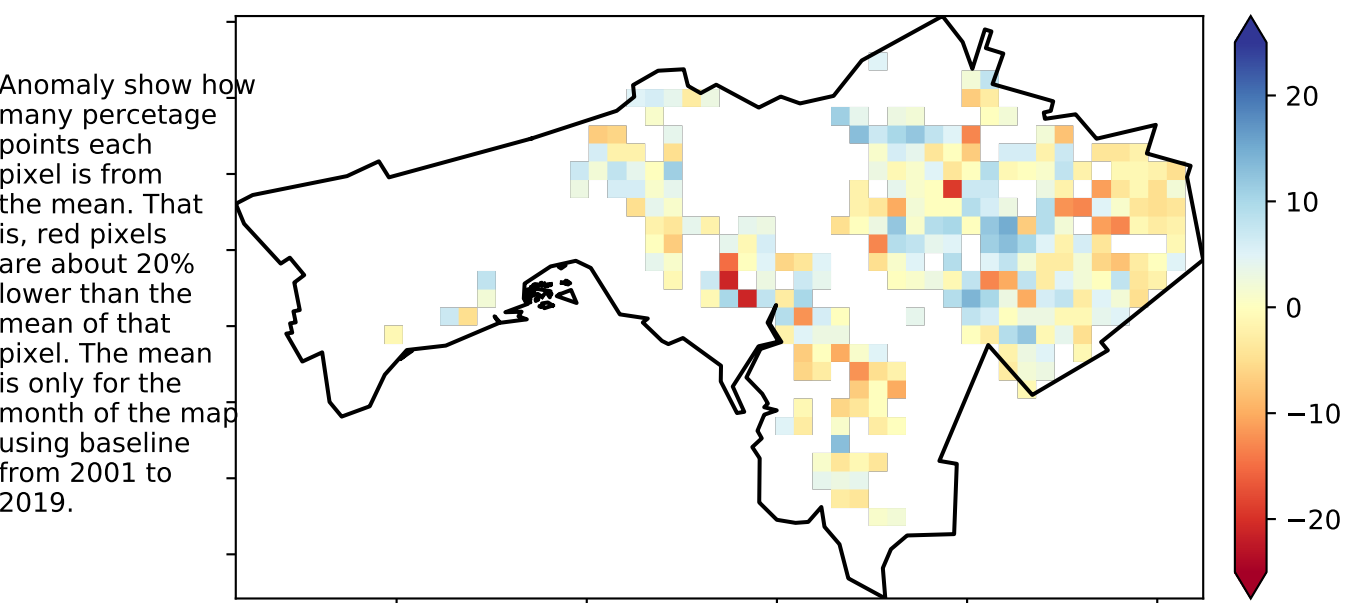 Anomaly show how
many percetage
points each
pixel is from
the mean. That
is, red pixels
are about 20%
lower than the
mean of that
pixel. The mean
is only for the
month of the map
using baseline
from 2001 to
2019.
20
10
0
−10
−20